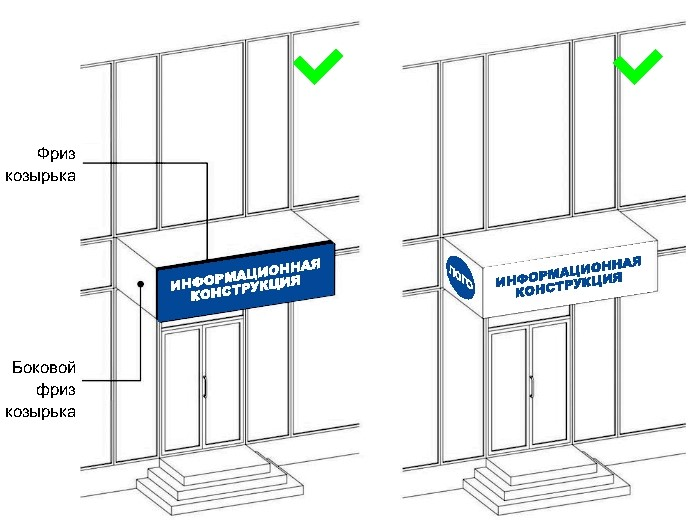 Фриз
козырька
ИНФОРМАЦИОННАЯ
КОНСТРУКЦИЯ
Боковой
фриз
козырька
ЛОГО
ИНФОРМАЦИОННАЯ
КОНСТРУКЦИЯ